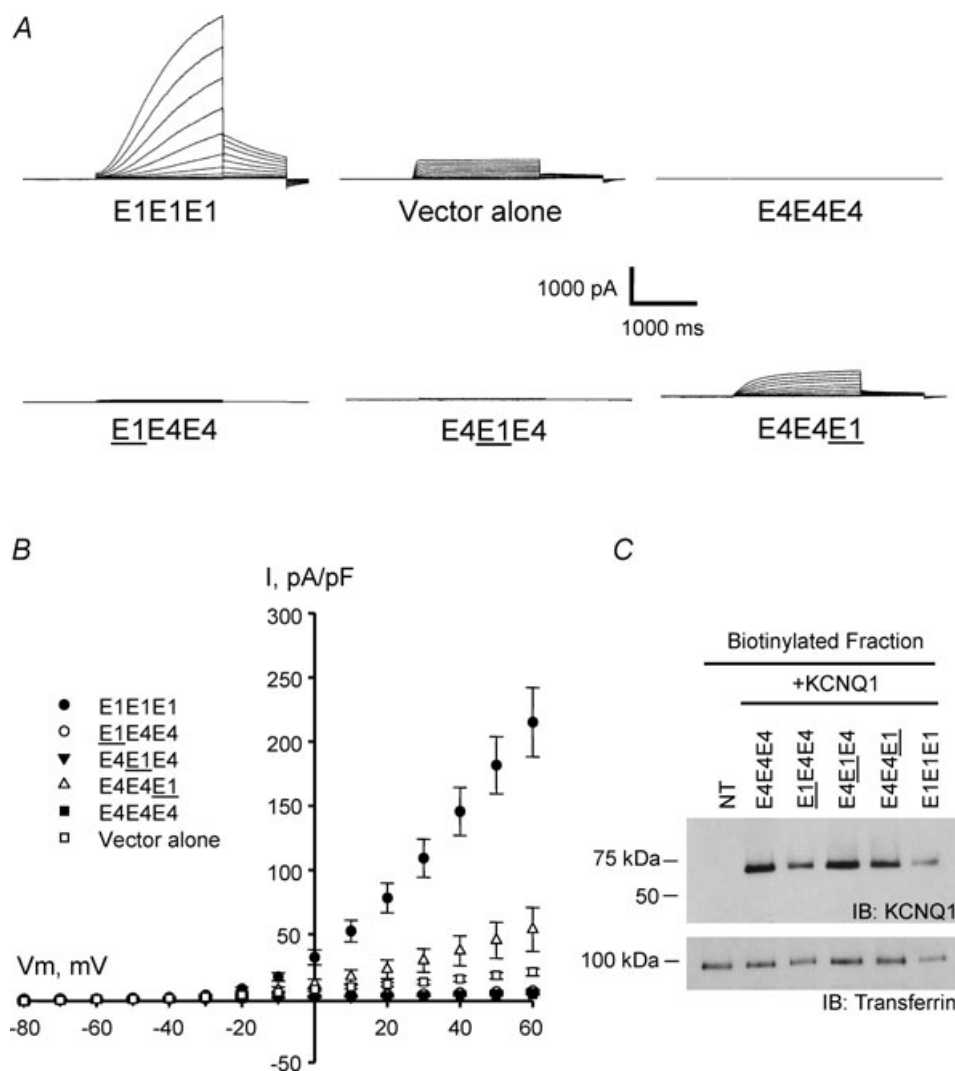 A
E1E1E1
Vector alone
E4E4E4
1000 pA
1000 ms
E1E4E4
E4E1E4
E4E4E1
B
I, pA/pF
300
250
200
150
100
50
-50
Vm, mV
-80 -60 -40 -20 20 40 60
E1E1E1
E1E4E4
E4E1E4
E4E4E1
E4E4E4
Vector alone
C
Biotinylated Fraction
+KCNQ1
NT
E4E4E4
E1E4E4
E4E1E4
E4E4E1
E1E1E1
75 kDa
50
IB: KCNQ1
100 kDa
IB: Transferrin